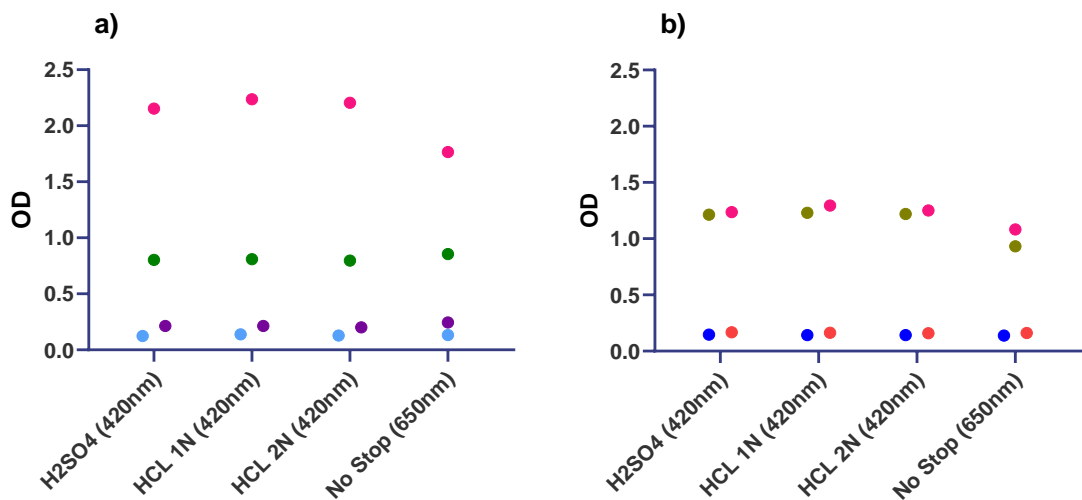 a)
2.5
2.0
1.5
1.0
0.5
0.0
OD
H2SO4 (420nm)
HCL 1N (420nm)
HCL 2N (420nm)
No Stop (650nm)
b)
2.5
2.0
1.5
1.0
0.5
0.0
OD
H2SO4 (420nm)
HCL 1N (420nm)
HCL 2N (420nm)
No Stop (650nm)